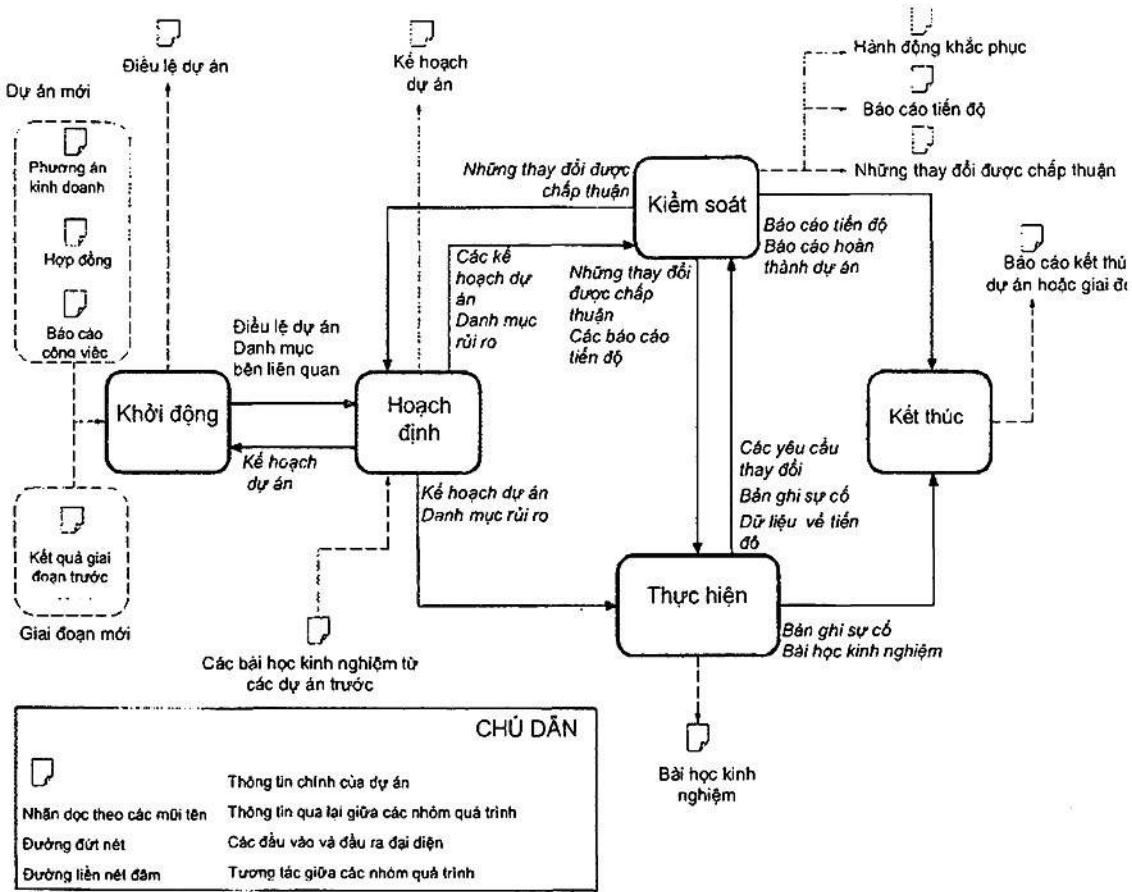 Điều lệ dự án
Dự án mới
Phương án
kinh doanh
Hợp đồng
Báo cáo
công việc
Kế hoạch
dự án
Hành động khắc phục
Báo cáo tiến độ
Những thay đổi được chấp thuận
Những thay đổi được
chấp thuận
Kiểm soát
Báo cáo tiến độ
Báo cáo hoàn
thành dự án
Báo cáo kết thú
dự án hoặc giai đo
Các kế
hoạch dự
án
Danh mục
rủi ro
Những thay đổi
được chấp
thuận
Các báo cáo
tiến độ
Điều lệ dự án
Danh mục
bên liên quan
Khởi động
Hoạch
định
Kết thúc
Kế hoạch
dự án
Kế hoạch dự án
Danh mục rủi ro
Các yêu cầu
thay đổi
Bản ghi sự cố
Dữ liệu về tiến
độ
Kết quả giai
đoạn trước
Giai đoạn mới
Thực hiện
Bản ghi sự cố
Bài học kinh nghiệm
Các bài học kinh nghiệm từ
các dự án trước
Bài học kinh
nghiệm
CHÚ DẪN
Thông tin chính của dự án
Nhãn dọc theo các mũi tên Thông tin qua lại giữa các nhóm quá trình
Đường đứt nét Các đầu vào và đầu ra đại diện
Đường liền nét đậm Tương tác giữa các nhóm quá trình